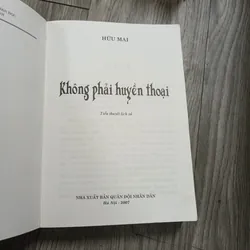 HỮU MAI
Không phải huyền thoại
Tiểu thuyết lịch sử
NHÀ XUẤT BẢN QUÂN ĐỘI NHÂN DÂN
Hà Nội - 2007